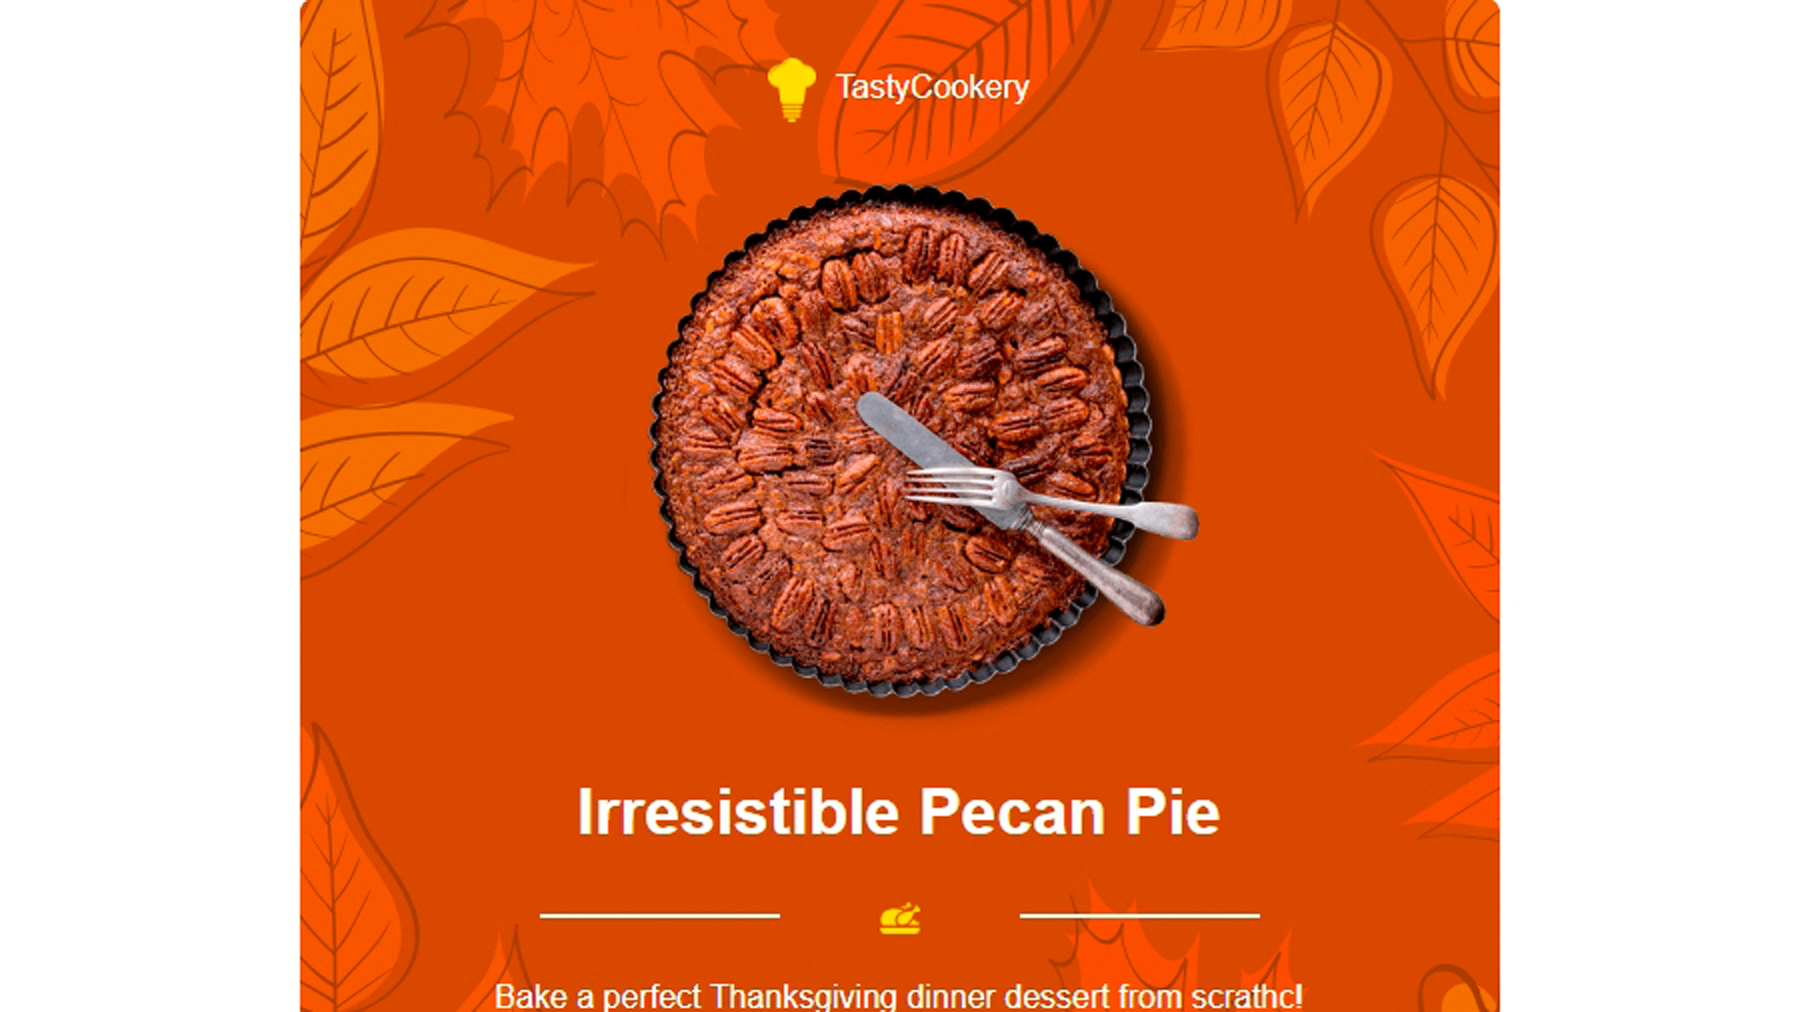 TastyCookery
Irresistible Pecan Pie
Bake a perfect Thanksgiving dinner dessert from scrathc!